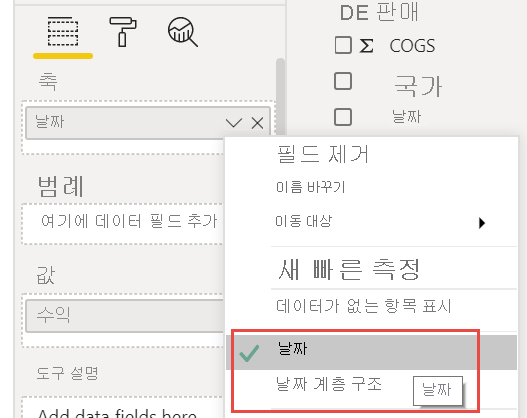 DE 판매
Σ COGS
국가
날짜
축
날짜
범례
여기에 데이터 필드 추가
값
수익
도구 설명
Add data fields here
필드 제거
이름 바꾸기
이동 대상
새 빠른 측정
데이터가 없는 항목 표시
날짜
날짜 계층 구조
날짜